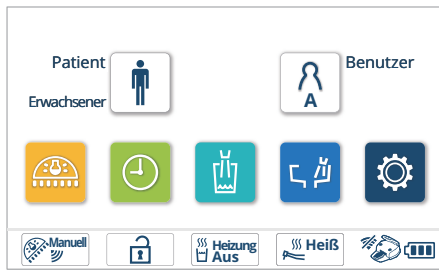 Patient
Benutzer
Erwachsener
A
Manuell
Heizung
Aus
Heiß